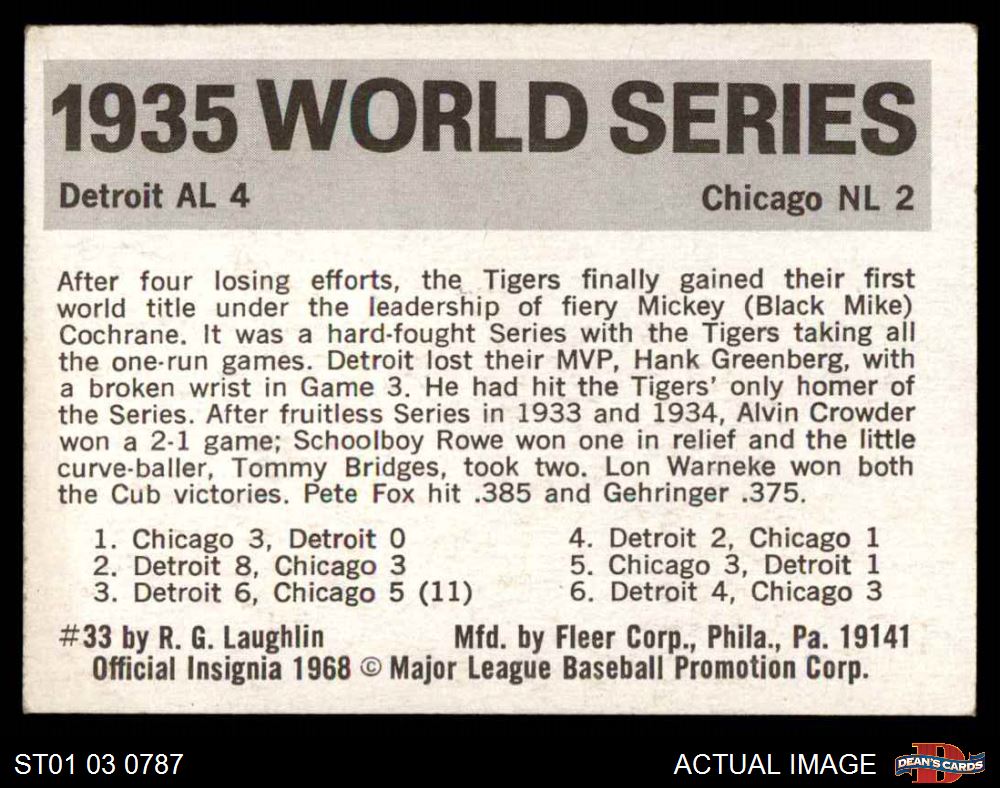 1935 WORLD SERIES
Detroit AL 4 Chicago NL 2
After four losing efforts, the Tigers finally gained their first
world title under the leadership of fiery Mickey (Black Mike)
Cochrane. It was a hard-fought Series with the Tigers taking all
the one-run games. Detroit lost their MVP, Hank Greenberg, with
a broken wrist in Game 3. He had hit the Tigers' only homer of
the Series. After fruitless Series in 1933 and 1934, Alvin Crowder
won a 2-1 game; Schoolboy Rowe won one in relief and the little
curve-baller, Tommy Bridges, took two. Lon Warneke won both
the Cub victories. Pete Fox hit .385 and Gehringer .375.
1. Chicago 3, Detroit 0
2. Detroit 8, Chicago 3
3. Detroit 6, Chicago 5 (11)
4. Detroit 2, Chicago 1
5. Chicago 3, Detroit 1
6. Detroit 4, Chicago 3
#33 by R. G. Laughlin Mfd. by Fleer Corp., Phila., Pa. 19141
Official Insignia 1968 © Major League Baseball Promotion Corp.
ST01 03 0787 ACTUAL IMAGE DEAN'S CARDS